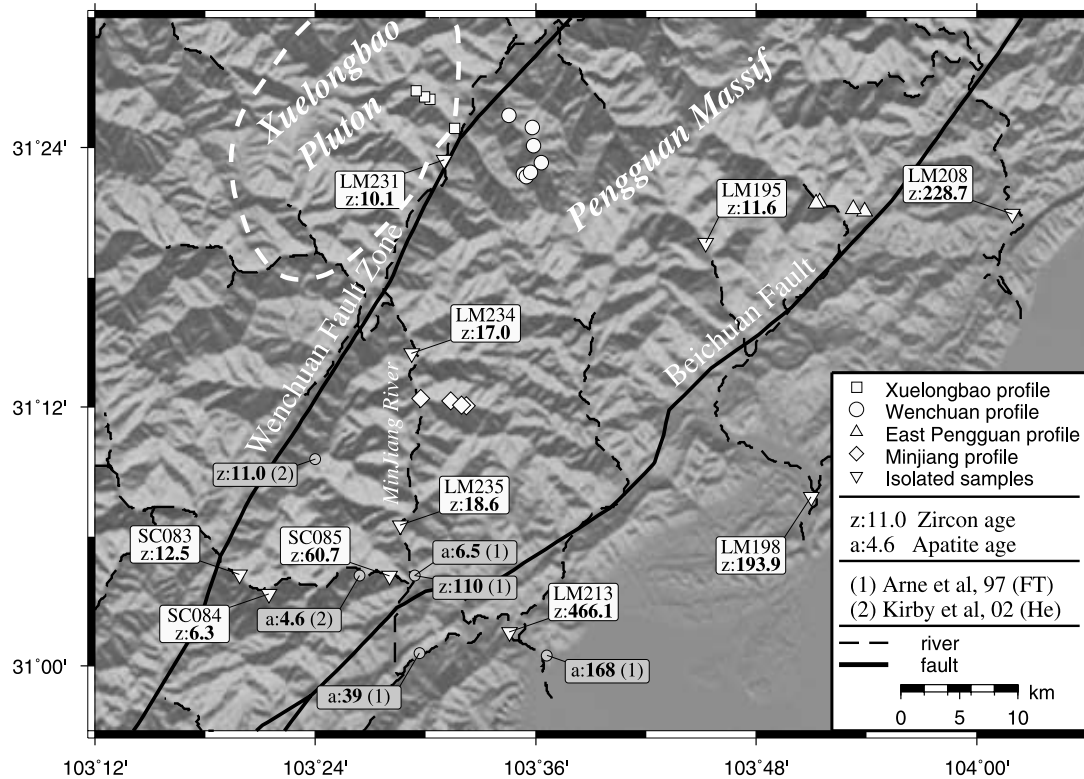 Xuelongbao
Pluton
Pengguan Massif
31°24'
LM231
z:10.1
LM195
z:11.6
LM208
z:228.7
Wenchuan Fault Zone
LM234
z:17.0
Beichuan Fault
31°12'
MinJiang River
z:11.0 (2)
LM235
z:18.6
SC083
z:12.5
SC085
z:60.7
a:6.5 (1)
z:110 (1)
LM198
z:193.9
SC084
z:6.3
a:4.6 (2)
LM213
z:466.1
31°00'
a:39 (1)
a:168 (1)
Xuelongbao profile
Wenchuan profile
East Pengguan profile
Minjiang profile
Isolated samples
z:11.0 Zircon age
a:4.6 Apatite age
(1) Arne et al, 97 (FT)
(2) Kirby et al, 02 (He)
river
fault
km
0 5 10
103°12' 103°24' 103°36' 103°48' 104°00'